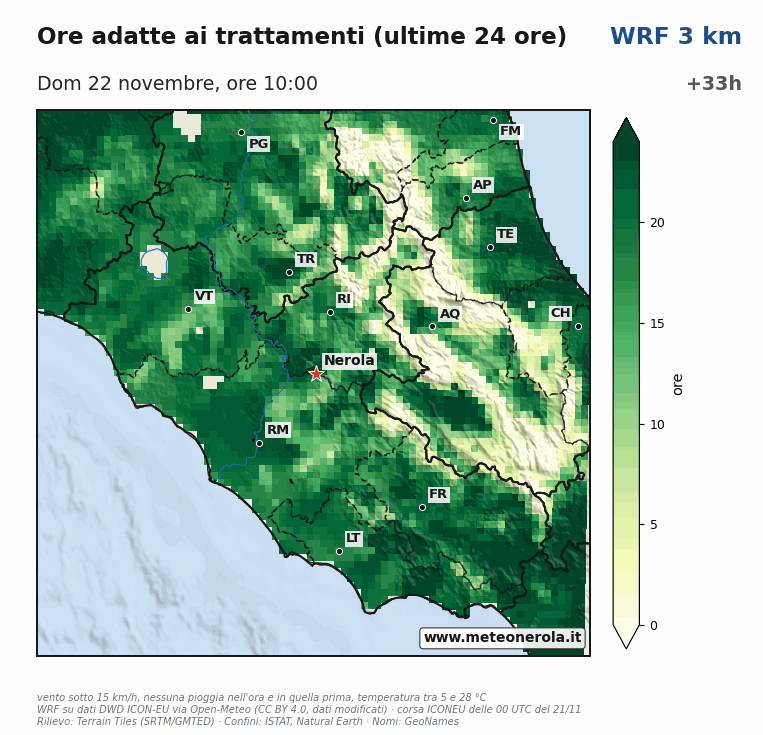 Ore adatte ai trattamenti (ultime 24 ore)
WRF 3 km
Dom 22 novembre, ore 10:00
+33h
FM
PG
AP
TE
TR
VT
RI
AQ
CH
Nerola
RM
FR
LT
20
15
10
5
0
ore
www.meteonerola.it
vento sotto 15 km/h, nessuna pioggia nell'ora e in quella prima, temperatura tra 5 e 28 °C
WRF su dati DWD ICON-EU via Open-Meteo (CC BY 4.0, dati modificati) · corsa ICONEU delle 00 UTC del 21/11
Rilievo: Terrain Tiles (SRTM/GMTED) · Confini: ISTAT, Natural Earth · Nomi: GeoNames